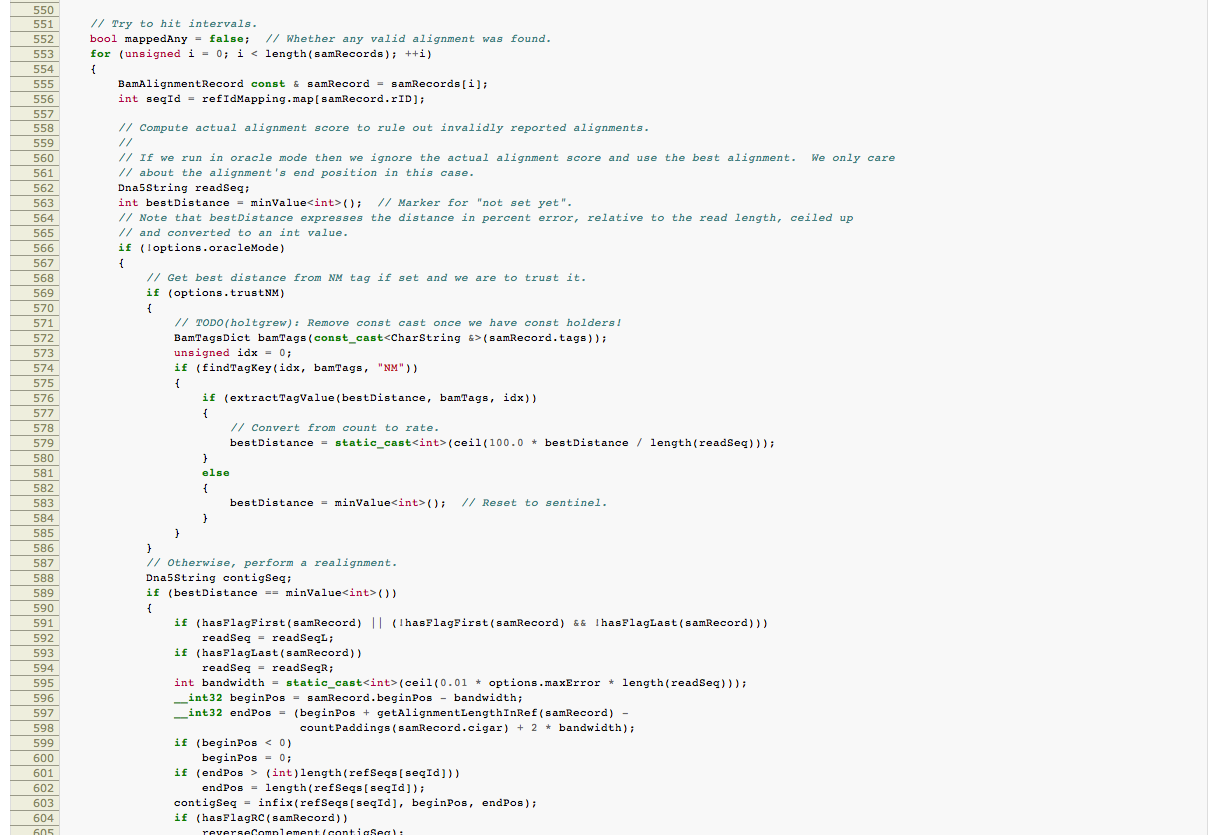 550
551 // Try to hit intervals.
552 bool mappedAny = false;  // Whether any valid alignment was found.
553 for (unsigned i = 0; i < length(samRecords); ++i)
554 {
555     BamAlignmentRecord const & samRecord = samRecords[i];
556     int seqId = refIdMapping.map[samRecord.rID];
557
558     // Compute actual alignment score to rule out invalidly reported alignments.
559     //
560     // If we run in oracle mode then we ignore the actual alignment score and use the best alignment.  We only care
561     // about the alignment's end position in this case.
562     Dna5String readSeq;
563     int bestDistance = minValue<int>();  // Marker for "not set yet".
564     // Note that bestDistance expresses the distance in percent error, relative to the read length, ceiled up
565     // and converted to an int value.
566     if (!options.oracleMode)
567     {
568         // Get best distance from NM tag if set and we are to trust it.
569         if (options.trustNM)
570         {
571             // TODO(holtgrew): Remove const cast once we have const holders!
572             BamTagsDict bamTags(const_cast<CharString &>(samRecord.tags));
573             unsigned idx = 0;
574             if (findTagKey(idx, bamTags, "NM"))
575             {
576                 if (extractTagValue(bestDistance, bamTags, idx))
577                 {
578                     // Convert from count to rate.
579                     bestDistance = static_cast<int>(ceil(100.0 * bestDistance / length(readSeq)));
580                 }
581                 else
582                 {
583                     bestDistance = minValue<int>();  // Reset to sentinel.
584                 }
585             }
586         }
587         // Otherwise, perform a realignment.
588         Dna5String contigSeq;
589         if (bestDistance == minValue<int>())
590         {
591             if (hasFlagFirst(samRecord) || (!hasFlagFirst(samRecord) && !hasFlagLast(samRecord)))
592                 readSeq = readSeqL;
593             if (hasFlagLast(samRecord))
594                 readSeq = readSeqR;
595             int bandwidth = static_cast<int>(ceil(0.01 * options.maxError * length(readSeq)));
596             __int32 beginPos = samRecord.beginPos - bandwidth;
597             __int32 endPos = (beginPos + getAlignmentLengthInRef(samRecord) -
598                               countPaddings(samRecord.cigar) + 2 * bandwidth);
599             if (beginPos < 0)
600                 beginPos = 0;
601             if (endPos > (int)length(refSeqs[seqId]))
602                 endPos = length(refSeqs[seqId]);
603             contigSeq = infix(refSeqs[seqId], beginPos, endPos);
604             if (hasFlagRC(samRecord))
605                 reverseComplement(contigSeq);